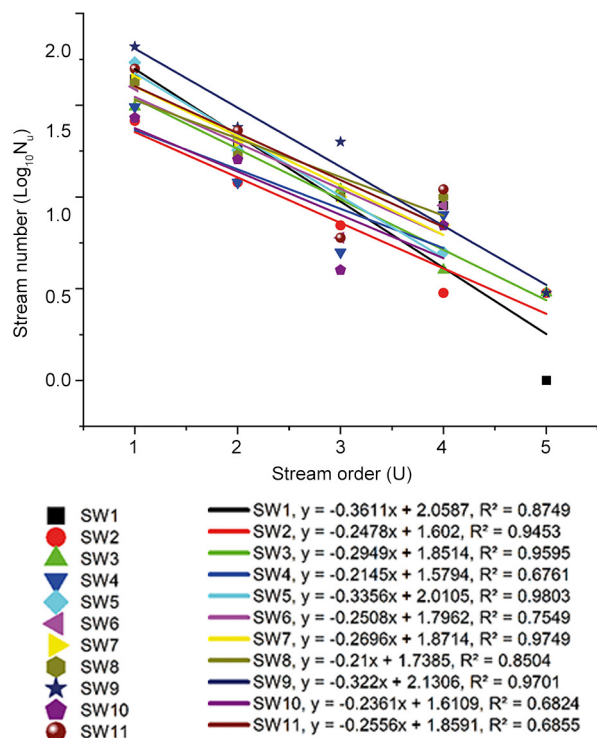 Stream number (Log₁₀Nᵤ)
2.0
1.5
1.0
0.5
0.0
1 2 3 4 5
Stream order (U)
SW1
SW2
SW3
SW4
SW5
SW6
SW7
SW8
SW9
SW10
SW11
SW1, y = -0.3611x + 2.0587, R² = 0.8749
SW2, y = -0.2478x + 1.602, R² = 0.9453
SW3, y = -0.2949x + 1.8514, R² = 0.9595
SW4, y = -0.2145x + 1.5794, R² = 0.6761
SW5, y = -0.3356x + 2.0105, R² = 0.9803
SW6, y = -0.2508x + 1.7962, R² = 0.7549
SW7, y = -0.2696x + 1.8714, R² = 0.9749
SW8, y = -0.21x + 1.7385, R² = 0.8504
SW9, y = -0.322x + 2.1306, R² = 0.9701
SW10, y = -0.2361x + 1.6109, R² = 0.6824
SW11, y = -0.2556x + 1.8591, R² = 0.6855